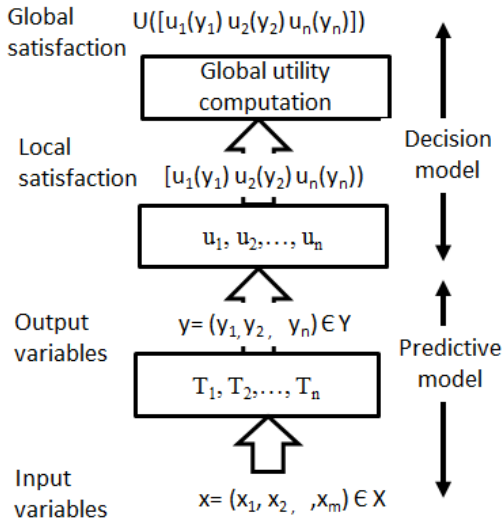 Global
satisfaction
U([u₁(y₁) u₂(y₂) uₙ(yₙ)])
Global utility
computation
Local
satisfaction
[u₁(y₁) u₂(y₂) uₙ(yₙ))
Decision
model
u₁, u₂,..., uₙ
Output
variables
y= (y₁,y₂ , yₙ) ∈ Y
Predictive
model
T₁, T₂,..., Tₙ
Input
variables
x= (x₁, x₂ , ,xₘ) ∈ X